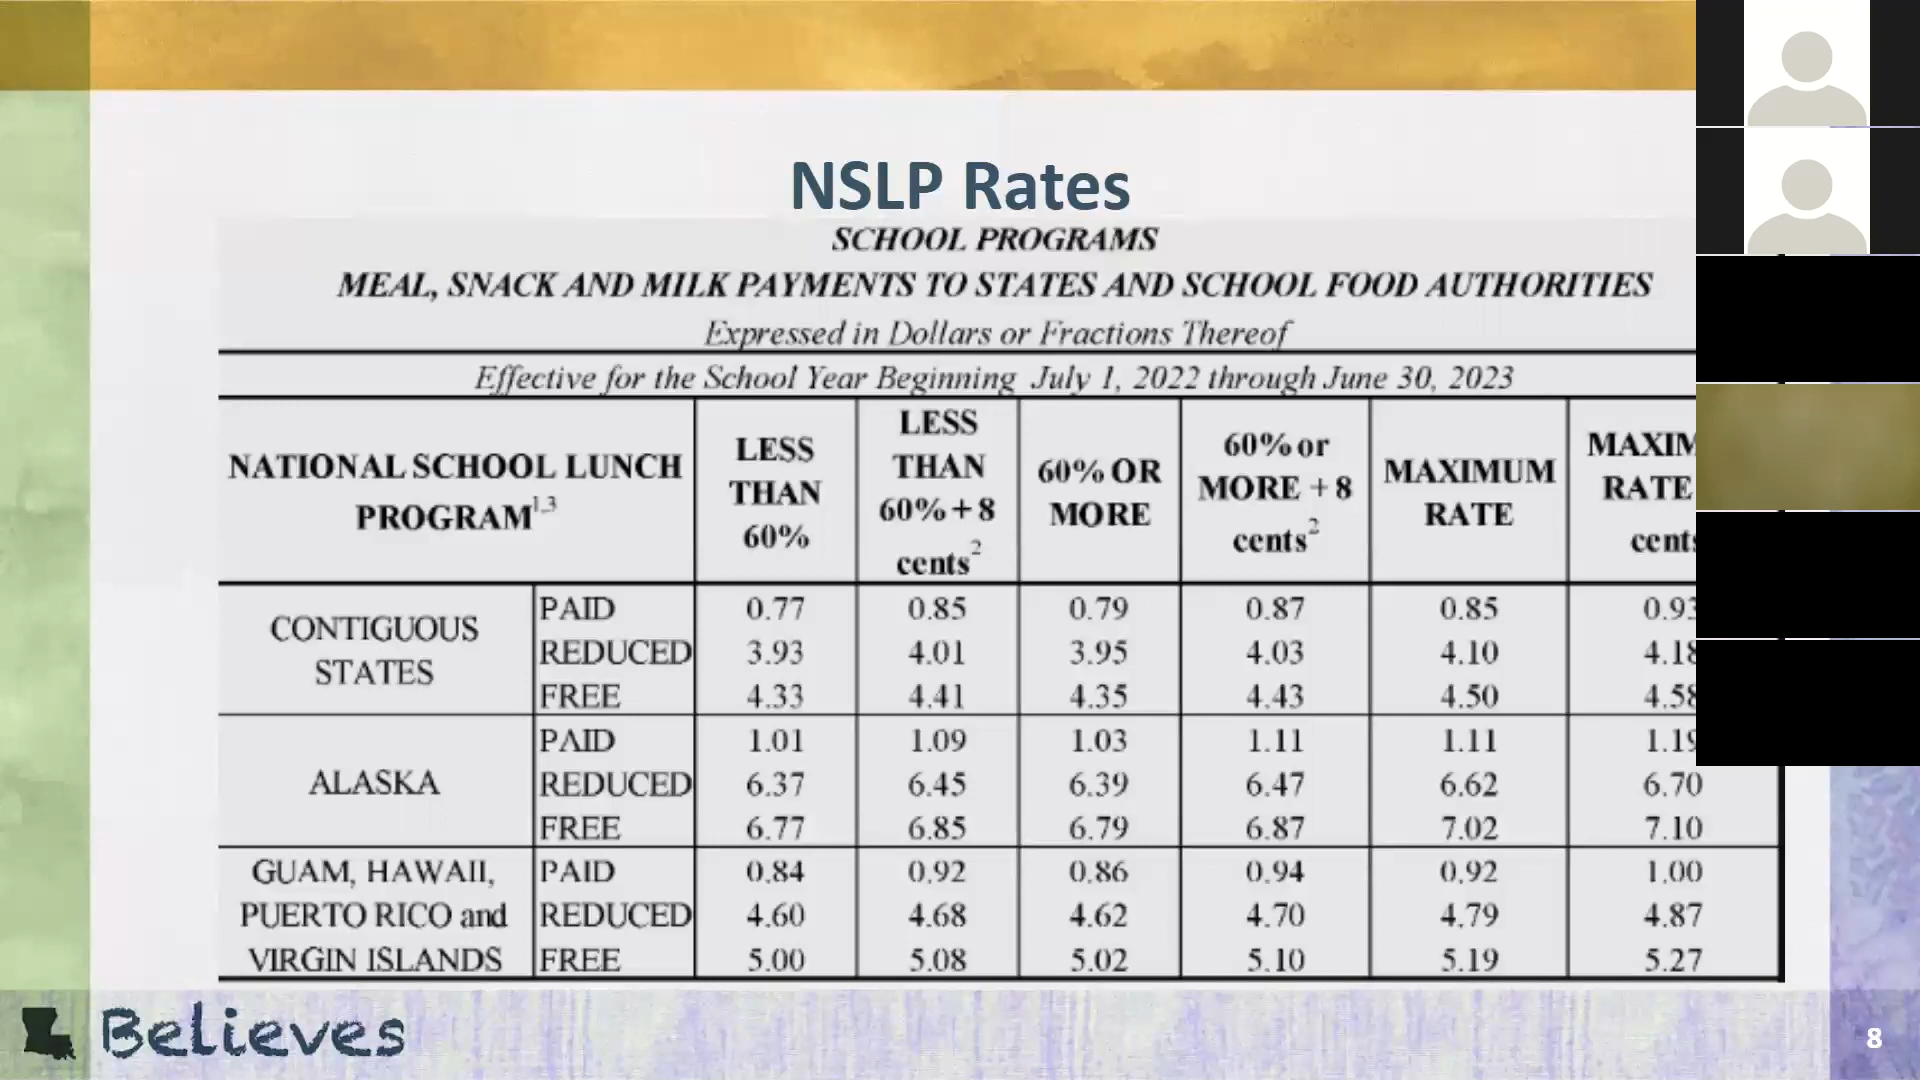 NSLP Rates
SCHOOL PROGRAMS
MEAL, SNACK AND MILK PAYMENTS TO STATES AND SCHOOL FOOD AUTHORITIES
Expressed in Dollars or Fractions Thereof
Effective for the School Year Beginning July 1, 2022 through June 30, 2023
NATIONAL SCHOOL LUNCH PROGRAM1,3
LESS THAN 60%
LESS THAN 60% + 8 cents2
60% OR MORE
60% or MORE + 8 cents2
MAXIMUM RATE
RATE
CONTIGUOUS STATES
PAID 0.77 0.85 0.79 0.87 0.85 0.93
REDUCED 3.93 4.01 3.95 4.03 4.10 4.18
FREE 4.33 4.41 4.35 4.43 4.50 4.58
ALASKA
PAID 1.01 1.09 1.03 1.11 1.11 1.19
REDUCED 6.37 6.45 6.39 6.47 6.62 6.70
FREE 6.77 6.85 6.79 6.87 7.02 7.10
GUAM, HAWAII, PUERTO RICO and VIRGIN ISLANDS
PAID 0.84 0.92 0.86 0.94 0.92 1.00
REDUCED 4.60 4.68 4.62 4.70 4.79 4.87
FREE 5.00 5.08 5.02 5.10 5.19 5.27
Believes
8